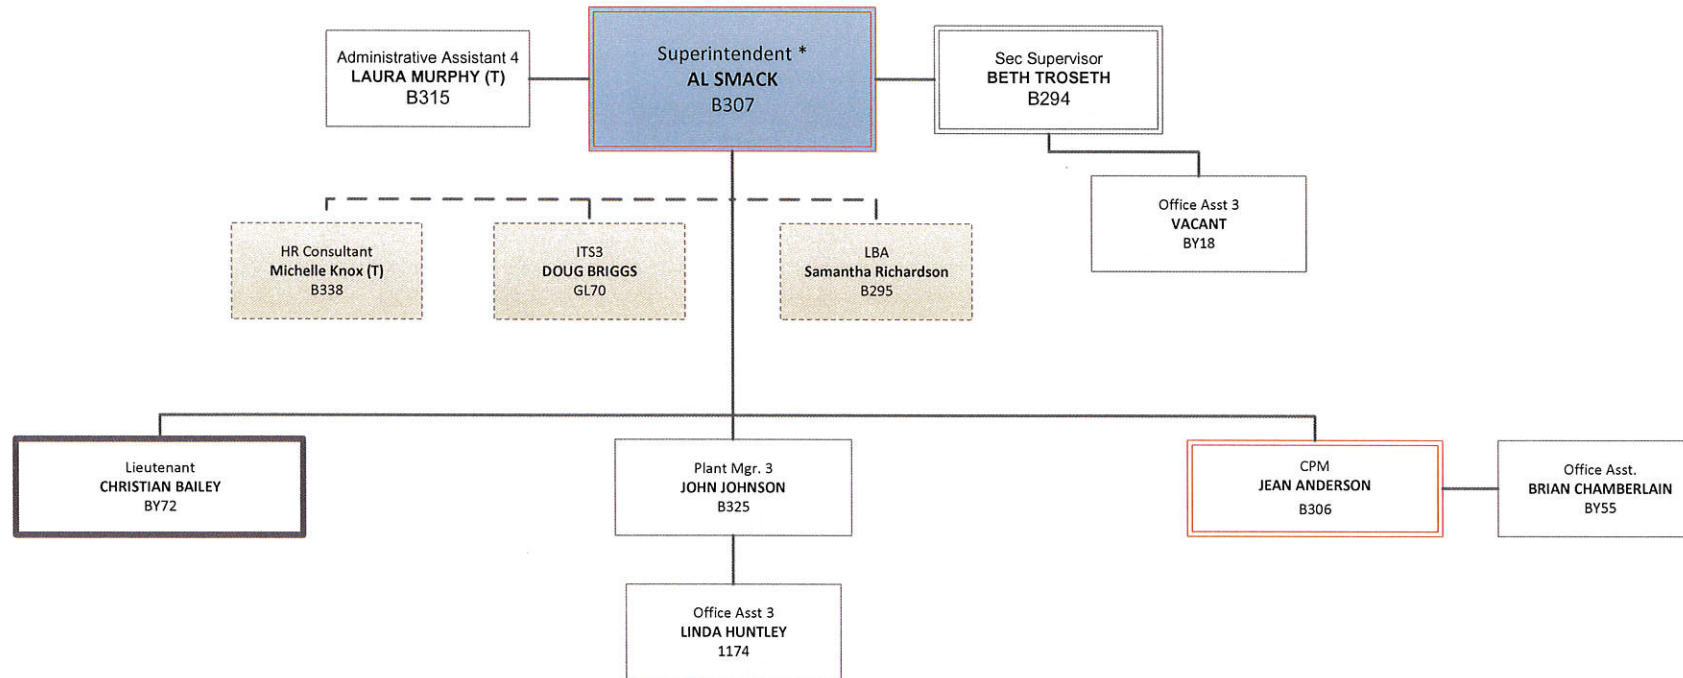 Administrative Assistant 4
LAURA MURPHY (T)
B315
Superintendent *
AL SMACK
B307
Sec Supervisor
BETH TROSETH
B294
Office Asst 3
VACANT
BY18
HR Consultant
Michelle Knox (T)
B338
ITS3
DOUG BRIGGS
GL70
LBA
Samantha Richardson
B295
Lieutenant
CHRISTIAN BAILEY
BY72
Plant Mgr. 3
JOHN JOHNSON
B325
CPM
JEAN ANDERSON
B306
Office Asst.
BRIAN CHAMBERLAIN
BY55
Office Asst 3
LINDA HUNTLEY
1174